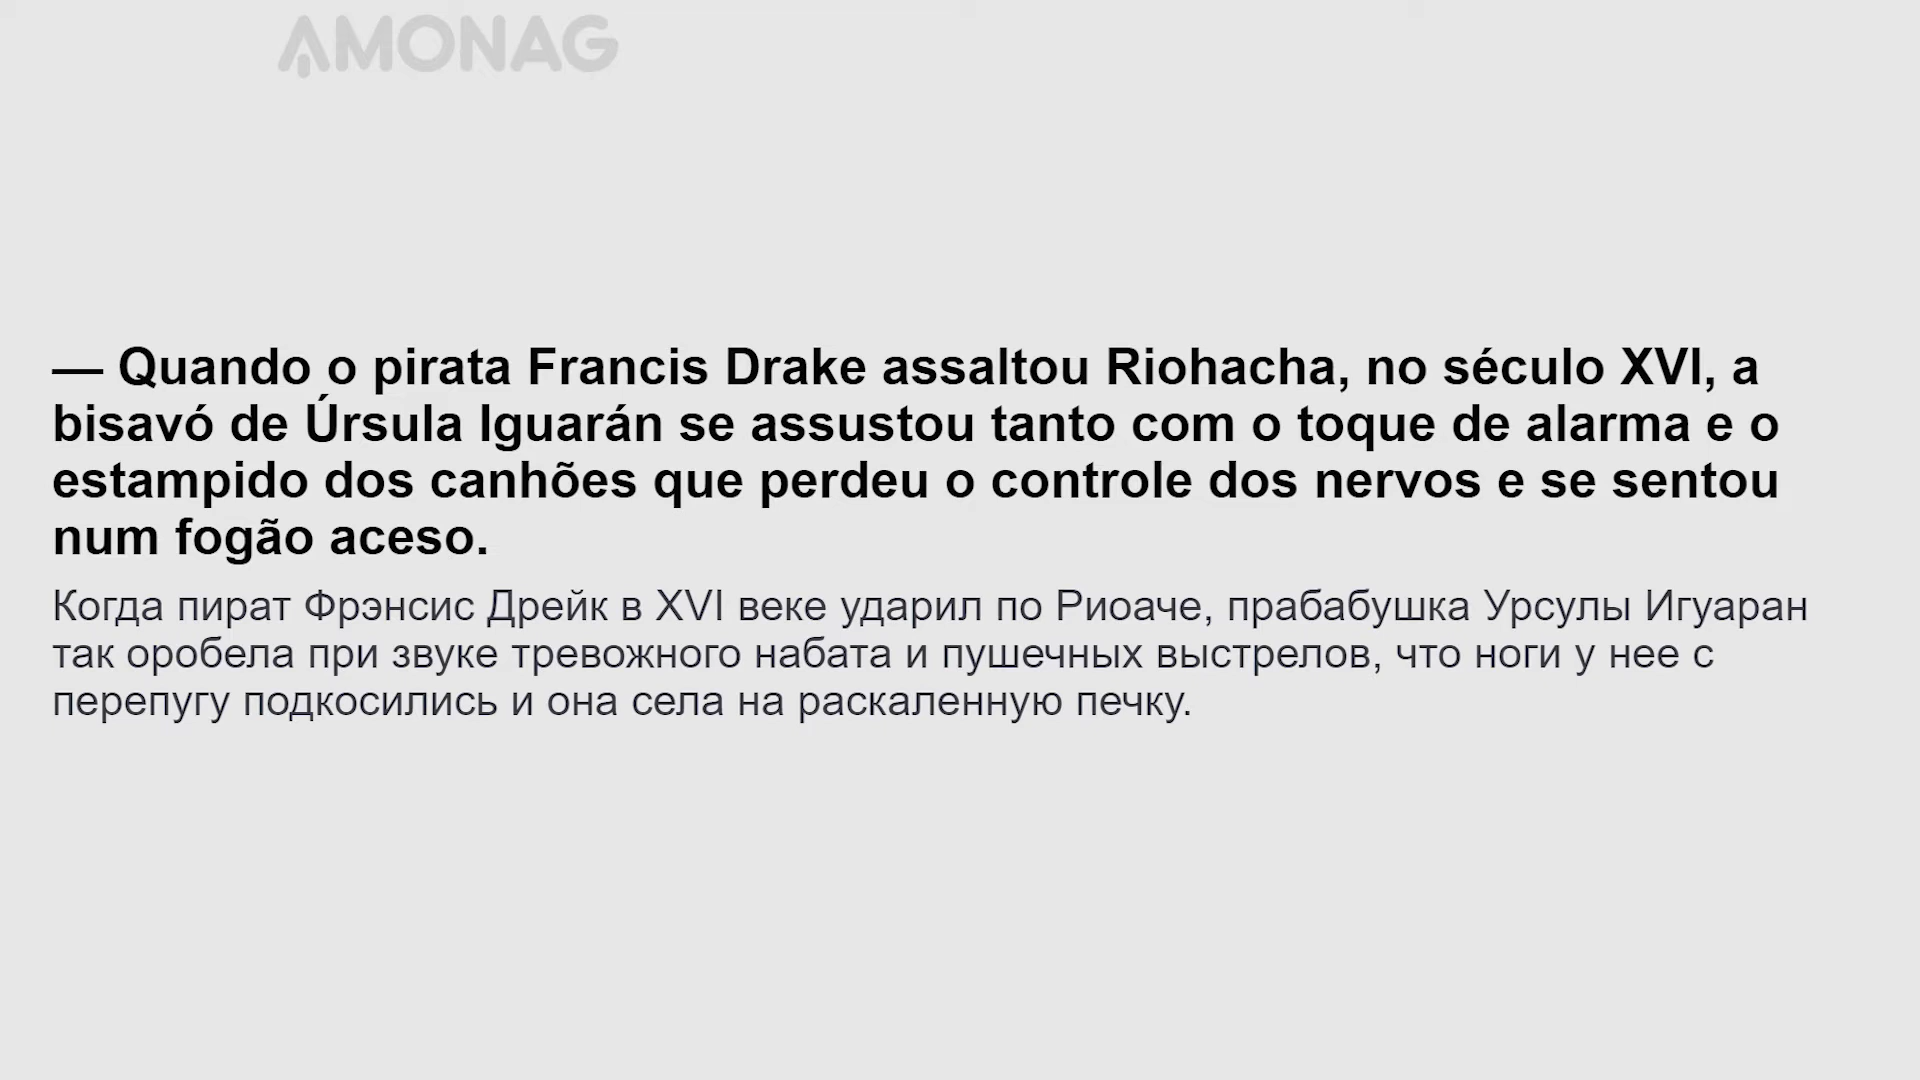 AMONAG
— Quando o pirata Francis Drake assaltou Riohacha, no século XVI, a
bisavó de Úrsula Iguarán se assustou tanto com o toque de alarma e o
estampido dos canhões que perdeu o controle dos nervos e se sentou
num fogão aceso.
Когда пират Фрэнсис Дрейк в XVI веке ударил по Риоаче, прабабушка Урсулы Игуаран
так оробела при звуке тревожного набата и пушечных выстрелов, что ноги у нее с
перепугу подкосились и она села на раскаленную печку.